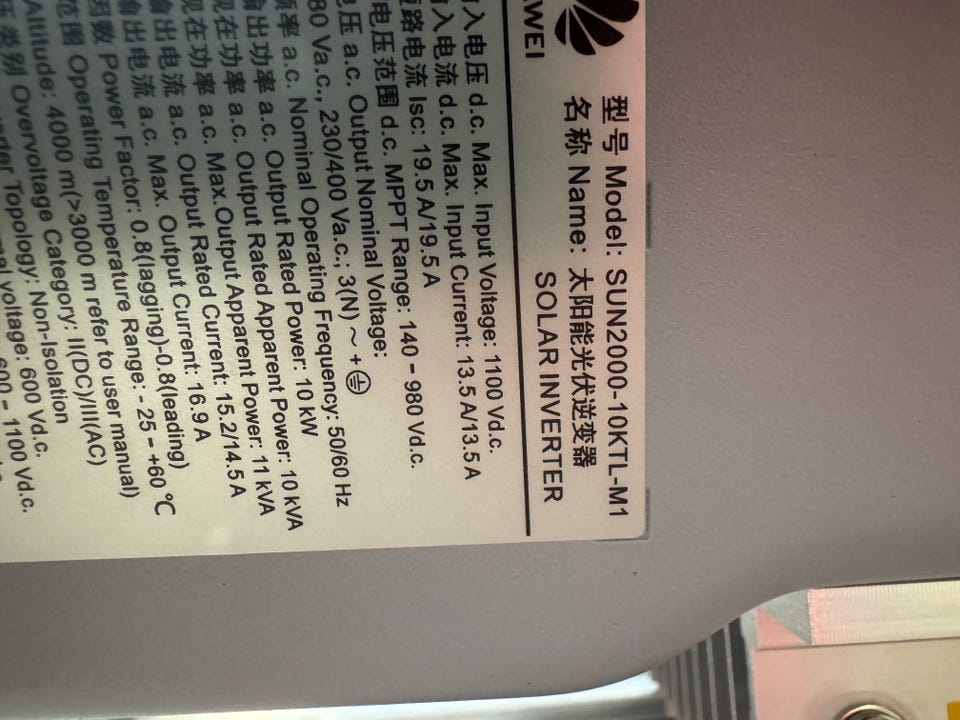 AWEI
型号 Model: SUN2000-10KTL-M1
名称 Name: 太阳能光伏逆变器
SOLAR INVERTER
入电压 d.c. Max. Input Voltage: 1100 Vd.c.
入电流 d.c. Max. Input Current: 13.5 A/13.5 A
路电流 Isc: 19.5 A/19.5 A
电压范围 d.c. MPPT Range: 140 - 980 Vd.c.
压 a.c. Output Nominal Voltage:
80 Va.c., 230/400 Va.c.; 3(N) ~ +
频率 a.c. Nominal Operating Frequency: 50/60 Hz
输出功率 a.c. Output Rated Power: 10 kW
现在功率 a.c. Output Rated Apparent Power: 10 kVA
现在功率 a.c. Max.Output Apparent Power: 11 kVA
输出电流 a.c. Output Rated Current: 15.2/14.5 A
输出电流 a.c. Max. Output Current: 16.9 A
因数 Power Factor: 0.8(lagging)-0.8(leading)
范围 Operating Temperature Range: - 25 - +60 °C
Altitude: 4000 m(>3000 m refer to user manual)
类别 Overvoltage Category: II(DC)/III(AC)
Topology: Non-Isolation
voltage: 600 Vd.c.
600 - 1100 Vd.c.